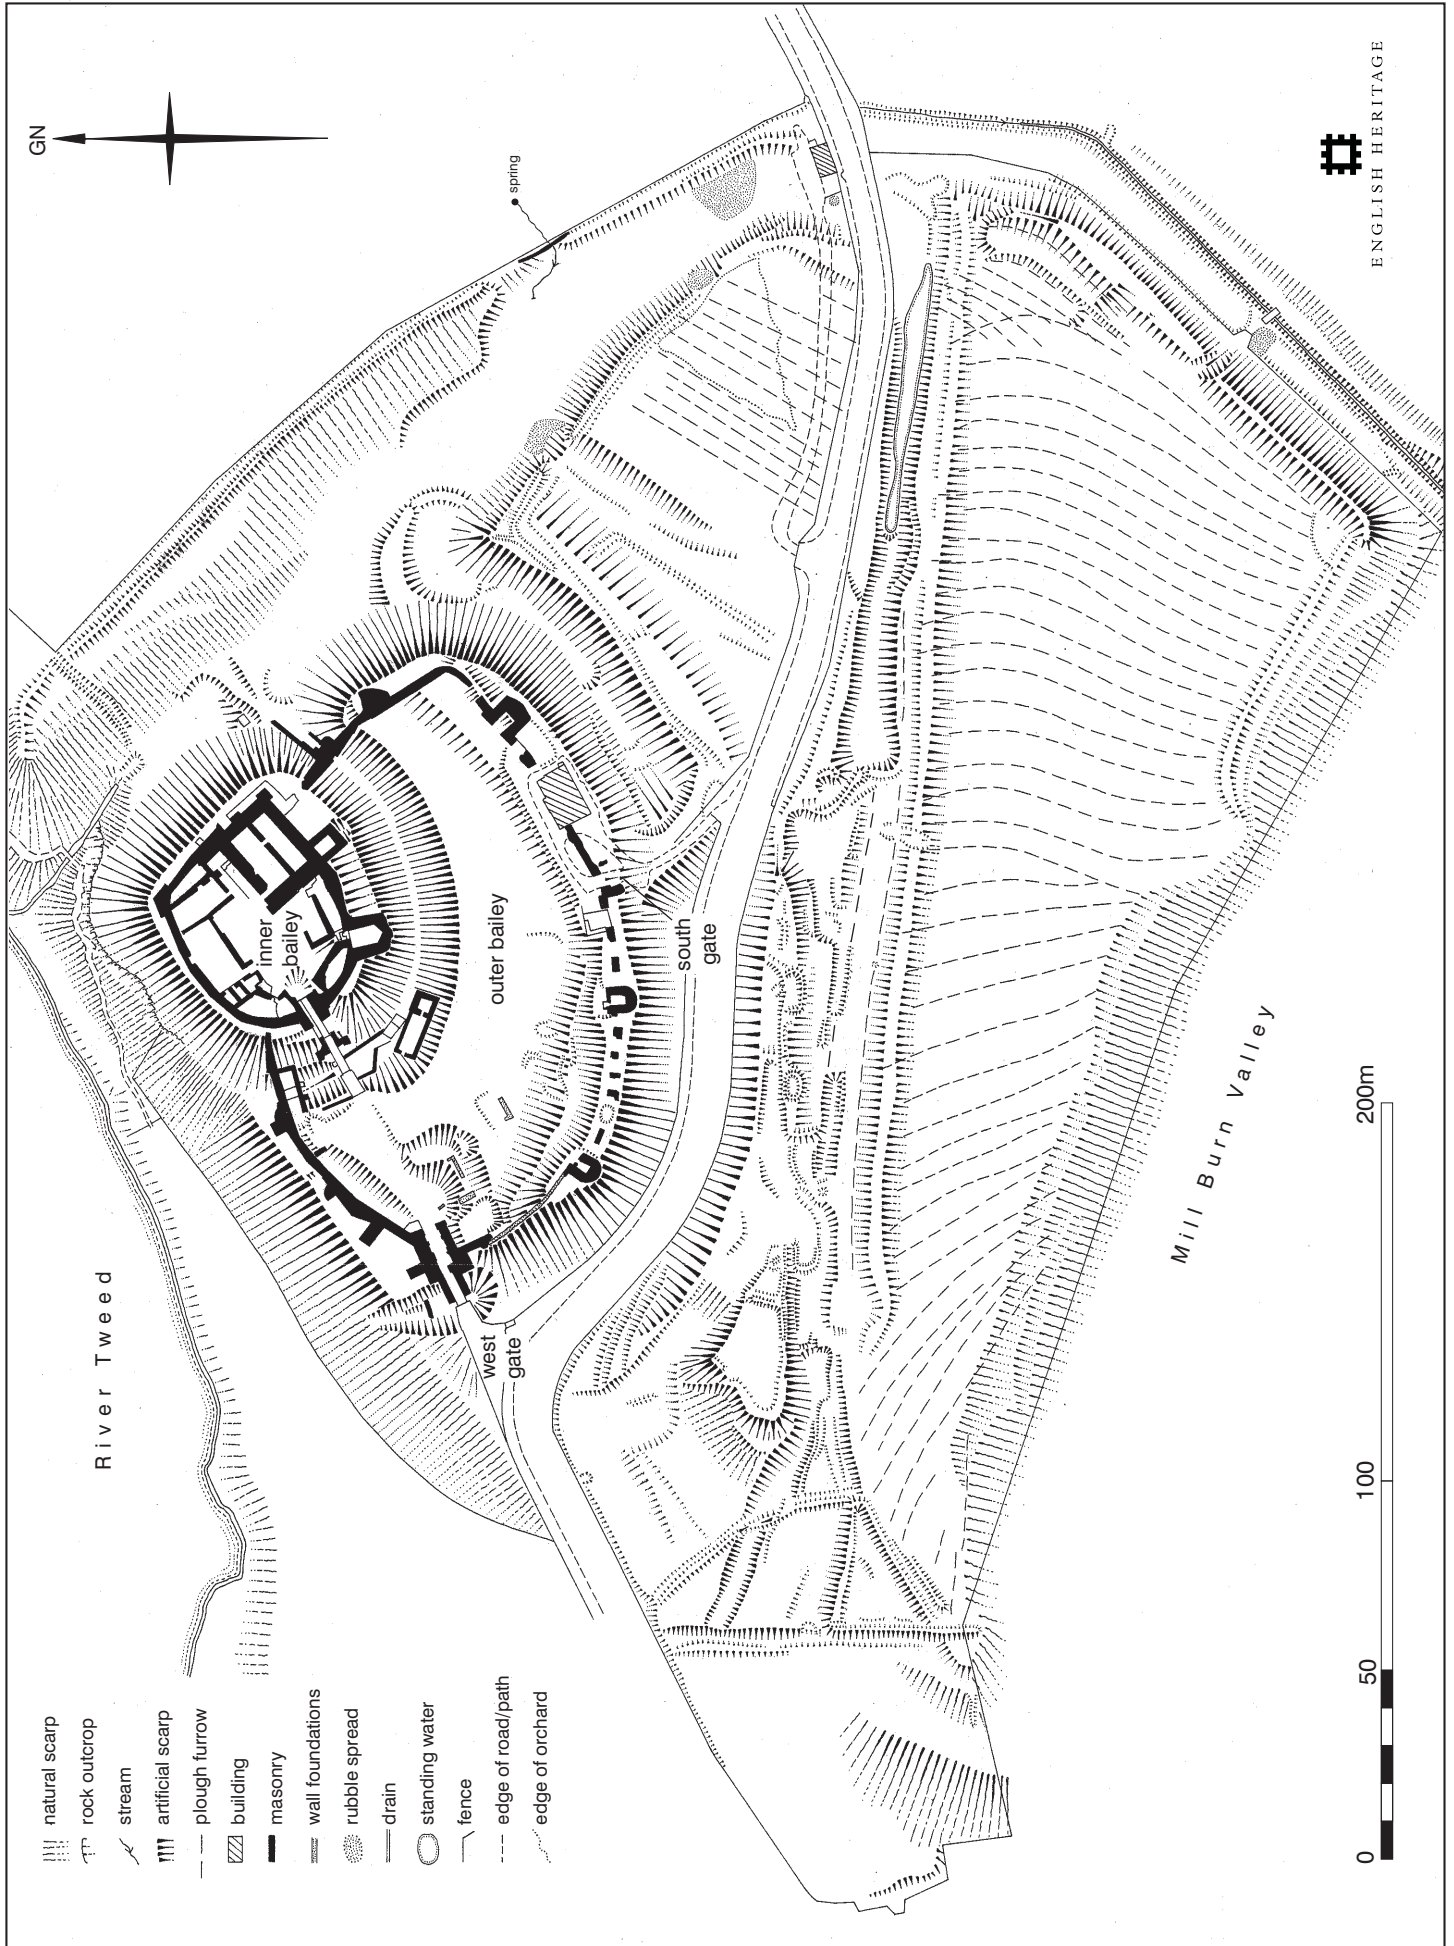 GN
spring
ENGLISH HERITAGE
inner
bailey
outer bailey
south
gate
west
gate
River Tweed
Mill Burn Valley
natural scarp
rock outcrop
stream
artificial scarp
plough furrow
building
masonry
wall foundations
rubble spread
drain
standing water
fence
edge of road/path
edge of orchard
0
50
100
200m